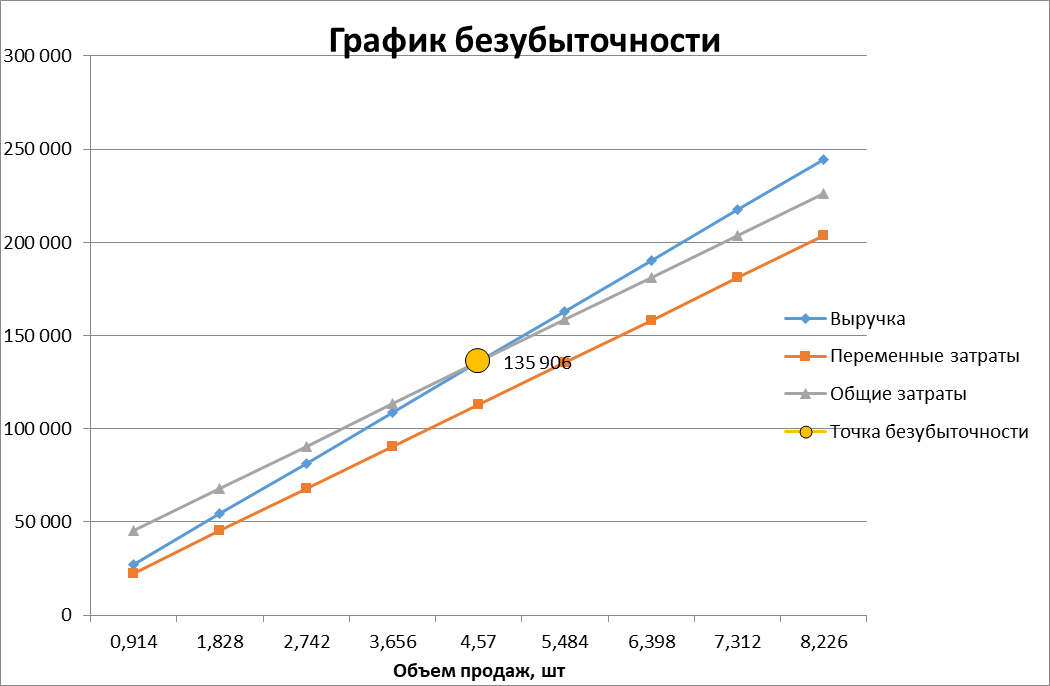 График безубыточности
300 000
250 000
200 000
150 000
100 000
50 000
0
135 906
0,914 1,828 2,742 3,656 4,57 5,484 6,398 7,312 8,226
Объем продаж, шт
Выручка
Переменные затраты
Общие затраты
Точка безубыточности